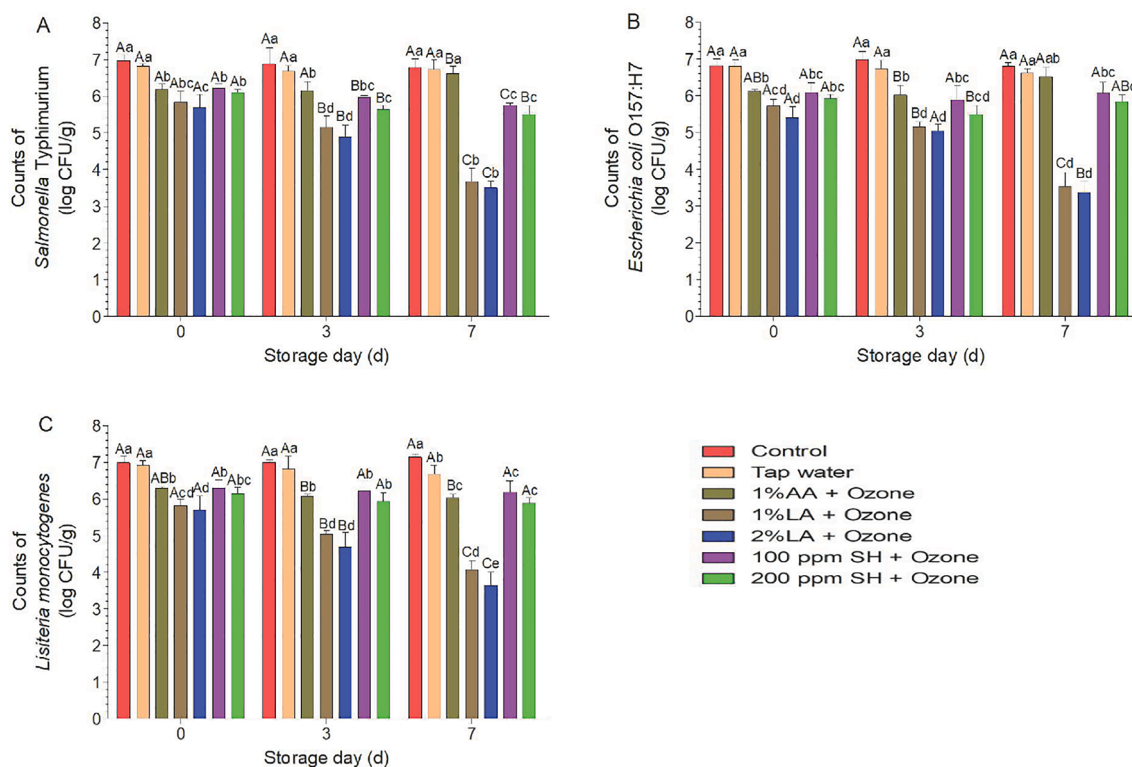 A
8
7
6
5
4
3
2
1
0
Counts of
Salmonella Typhimurium
(log CFU/g)
Aa Aa Ab Abc Ac Ab Ab
Aa Aa Ab Bd Bd Bbc Bc
Aa Aa Ba Cb Cb Cc Bc
0 3 7
Storage day (d)
B
8
7
6
5
4
3
2
1
0
Counts of
Escherichia coli O157:H7
(log CFU/g)
Aa Aa ABb Acd Ad Abc Abc
Aa Aa Bb Bd Ad Abc Bcd
Aa Aa Aab Cd Bd Abc ABc
0 3 7
Storage day (d)
C
8
7
6
5
4
3
2
1
0
Counts of
Lisiteria monocytogenes
(log CFU/g)
Aa Aa ABb Acd Ad Ab Abc
Aa Aa Bb Bd Bd Ab Ab
Aa Ab Bc Cd Ce Ac Ac
0 3 7
Storage day (d)
Control
Tap water
1%AA + Ozone
1%LA + Ozone
2%LA + Ozone
100 ppm SH + Ozone
200 ppm SH + Ozone